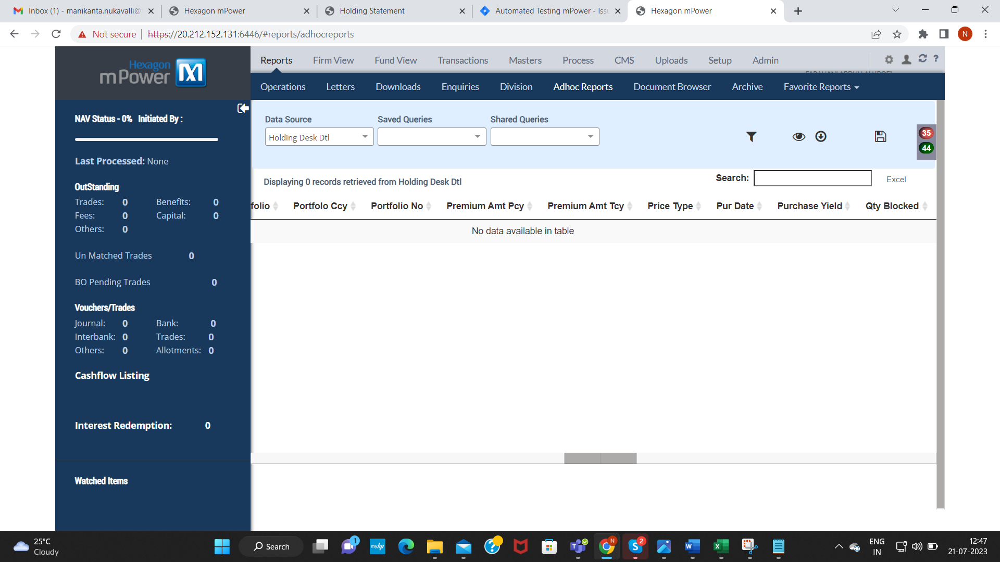 Inbox (1) - manikanta.nukavalli@
Hexagon mPower
Holding Statement
Automated Testing mPower - Issu
Hexagon mPower
Not secure
https://20.212.152.131:6446/#reports/adhocreports
N
Hexagon
mPower
Reports
Firm View
Fund View
Transactions
Masters
Process
CMS
Uploads
Setup
Admin
?
Operations
Letters
Downloads
Enquiries
Division
Adhoc Reports
Document Browser
Archive
Favorite Reports
NAV Status - 0% Initiated By :
Last Processed: None
OutStanding
Trades: 0 Benefits: 0
Fees: 0 Capital: 0
Others: 0
Un Matched Trades 0
BO Pending Trades 0
Vouchers/Trades
Journal: 0 Bank: 0
Interbank: 0 Trades: 0
Others: 0 Allotments: 0
Cashflow Listing
Interest Redemption: 0
Watched Items
Data Source
Saved Queries
Shared Queries
Holding Desk Dtl
35
44
Displaying 0 records retrieved from Holding Desk Dtl
Search:
Excel
folio
Portfolo Ccy
Portfolio No
Premium Amt Pcy
Premium Amt Tcy
Price Type
Pur Date
Purchase Yield
Qty Blocked
No data available in table
25°C
Cloudy
Search
1
myhp
N
2
ENG
IN
12:47
21-07-2023